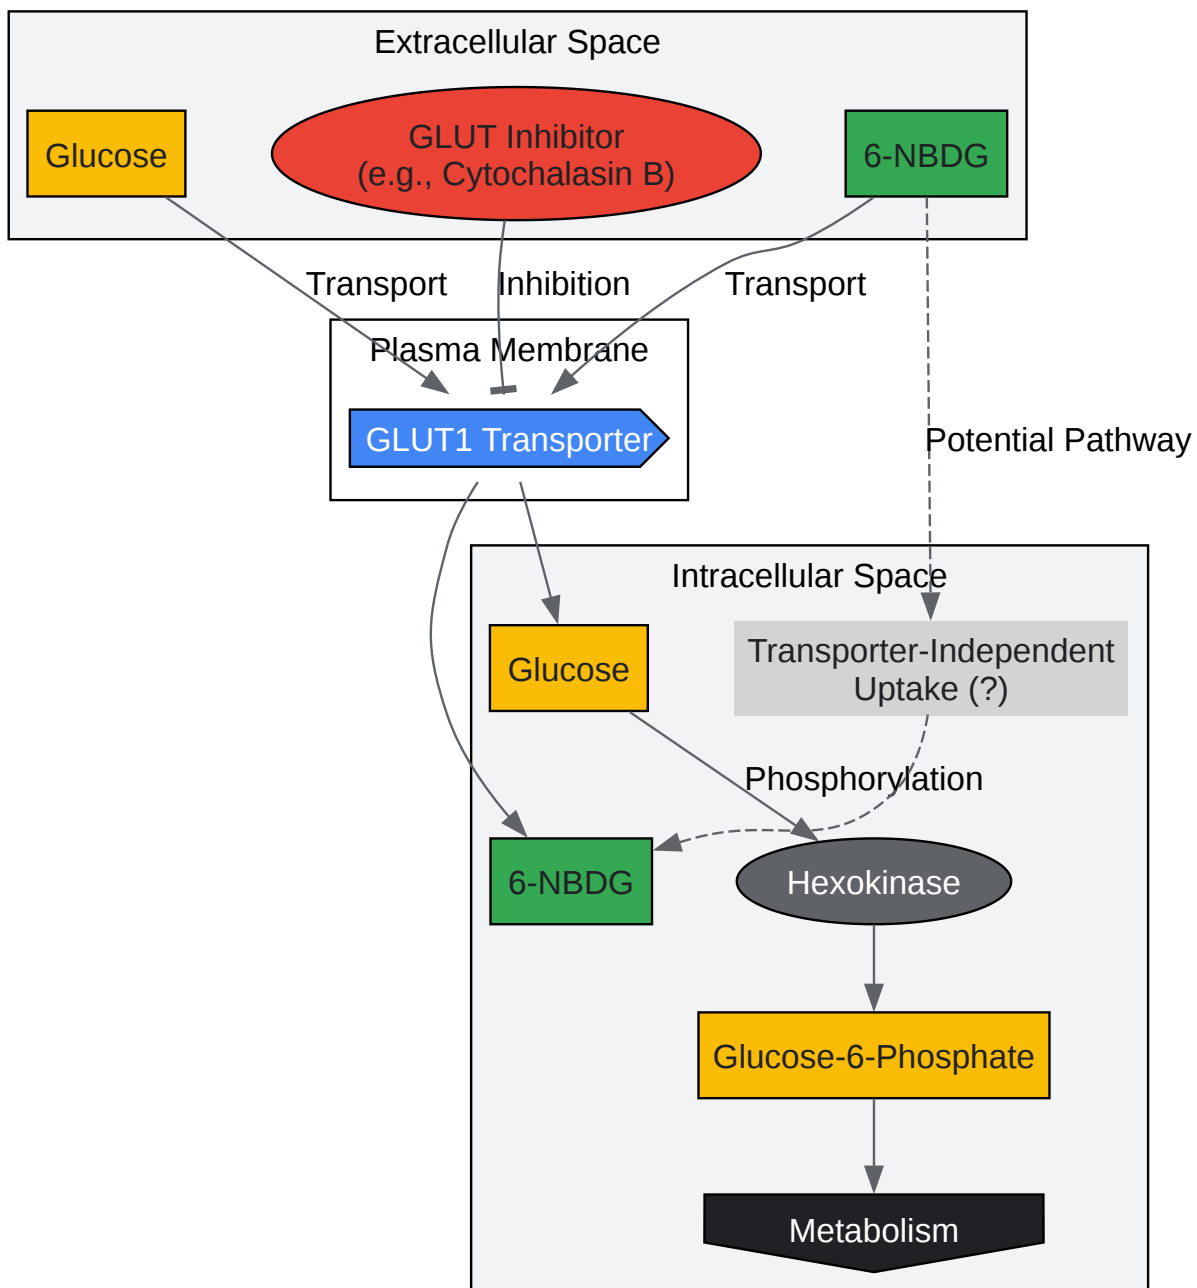 Extracellular Space
Glucose
GLUT Inhibitor
(e.g., Cytochalasin B)
6-NBDG
Transport
Inhibition
Transport
Plasma Membrane
GLUT1 Transporter
Potential Pathway
Intracellular Space
Glucose
Transporter-Independent
Uptake (?)
Phosphorylation
6-NBDG
Hexokinase
Glucose-6-Phosphate
Metabolism